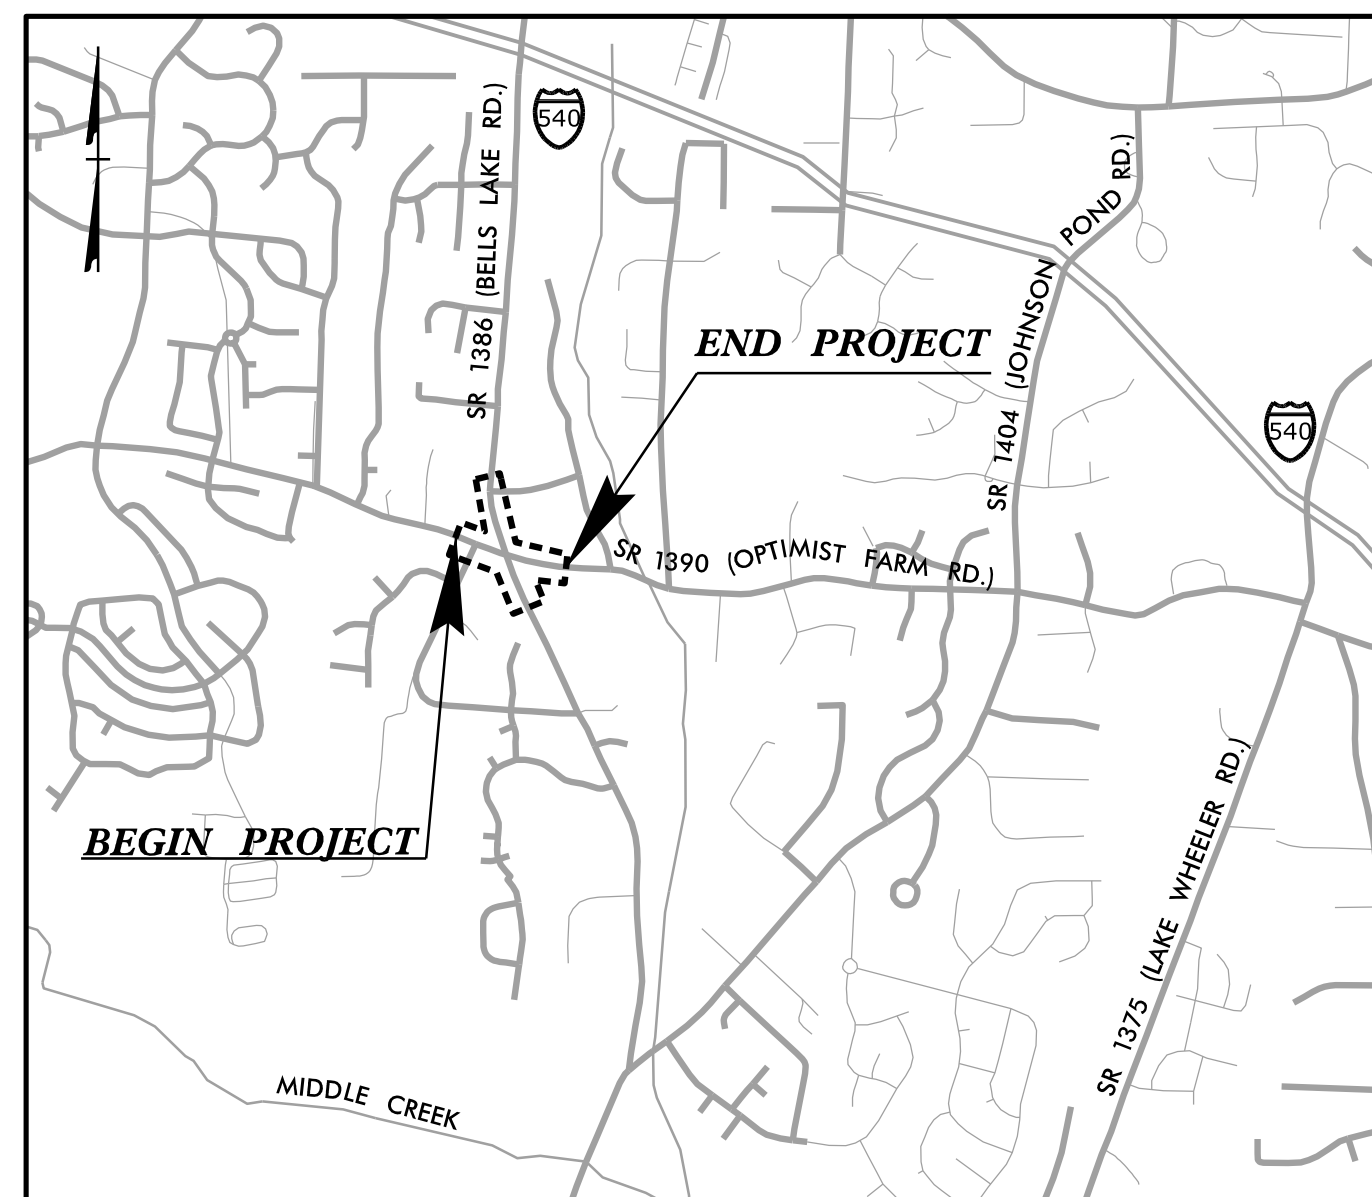 540
SR 1386 (BELLS LAKE RD.)
SR 1404 (JOHNSON POND RD.)
END PROJECT
540
SR 1390 (OPTIMIST FARM RD.)
BEGIN PROJECT
SR 1375 (LAKE WHEELER RD.)
MIDDLE CREEK